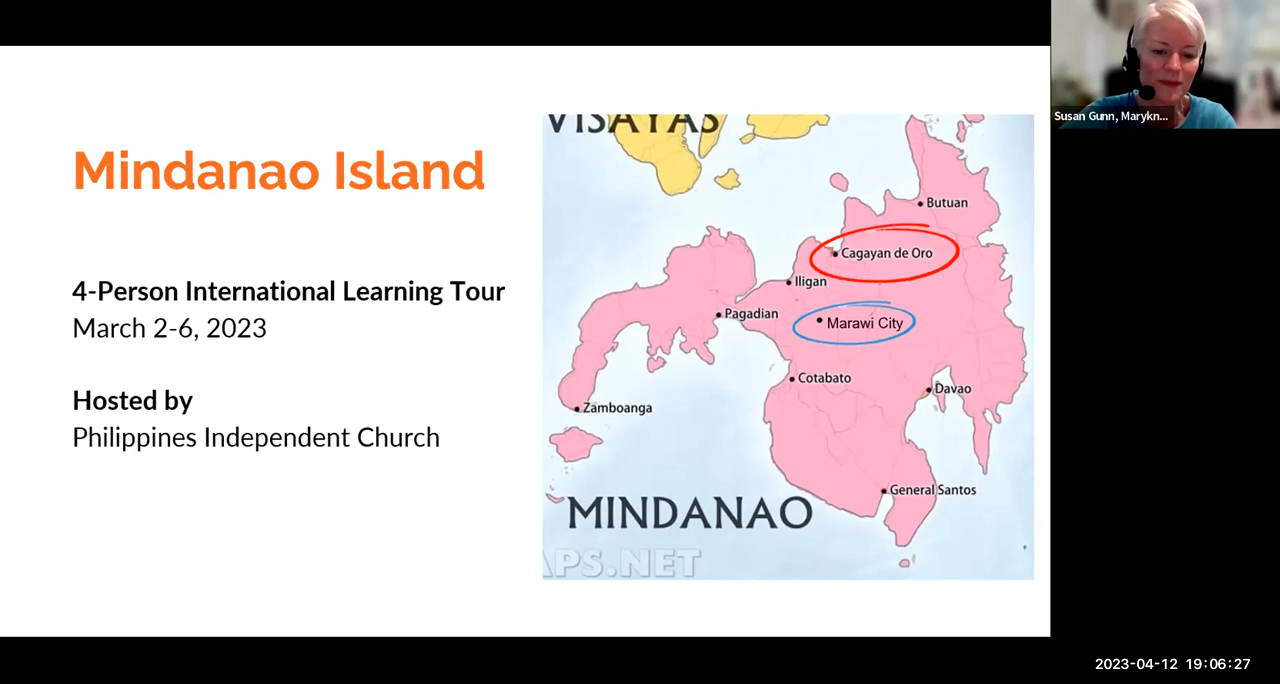 Mindanao Island
4-Person International Learning Tour
March 2-6, 2023
Hosted by
Philippines Independent Church
VISAYAS
Butuan
Cagayan de Oro
Iligan
Pagadian
Marawi City
Cotabato
Davao
Zamboanga
General Santos
MINDANAO
APS.NET
Susan Gunn, Marykn...
2023-04-12 19:06:27